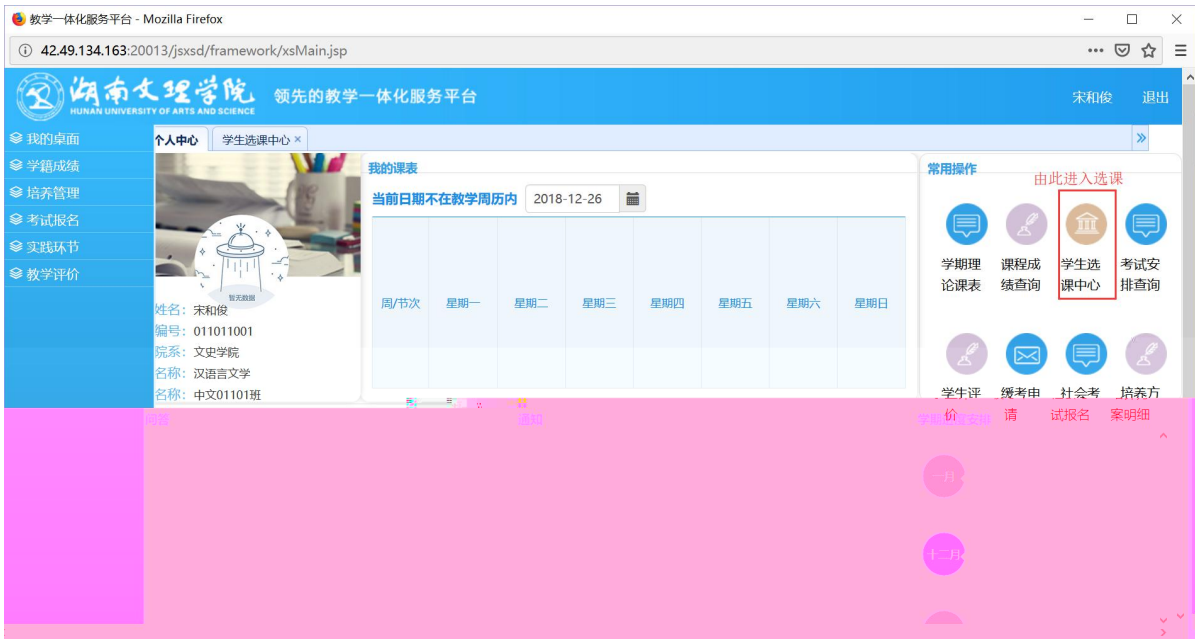 教学一体化服务平台 - Mozilla Firefox
42.49.134.163:20013/jsxsd/framework/xsMain.jsp
湖南文理学院
HUNAN UNIVERSITY OF ARTS AND SCIENCE
领先的教学一体化服务平台
宋和俊 退出
我的桌面
学籍成绩
培养管理
考试报名
实践环节
教学评价
个人中心 学生选课中心 ×
暂无数据
姓名：宋和俊
编号：011011001
院系：文史学院
名称：汉语言文学
名称：中文01101班
我的课表
当前日期不在教学周历内 2018-12-26
周/节次 星期一 星期二 星期三 星期四 星期五 星期六 星期日
常用操作
由此进入选课
学期理论课表
课程成绩查询
学生选课中心
考试安排查询
学生评价
缓考申请
社会考试报名
培养方案明细
问答
通知
一月
十二月